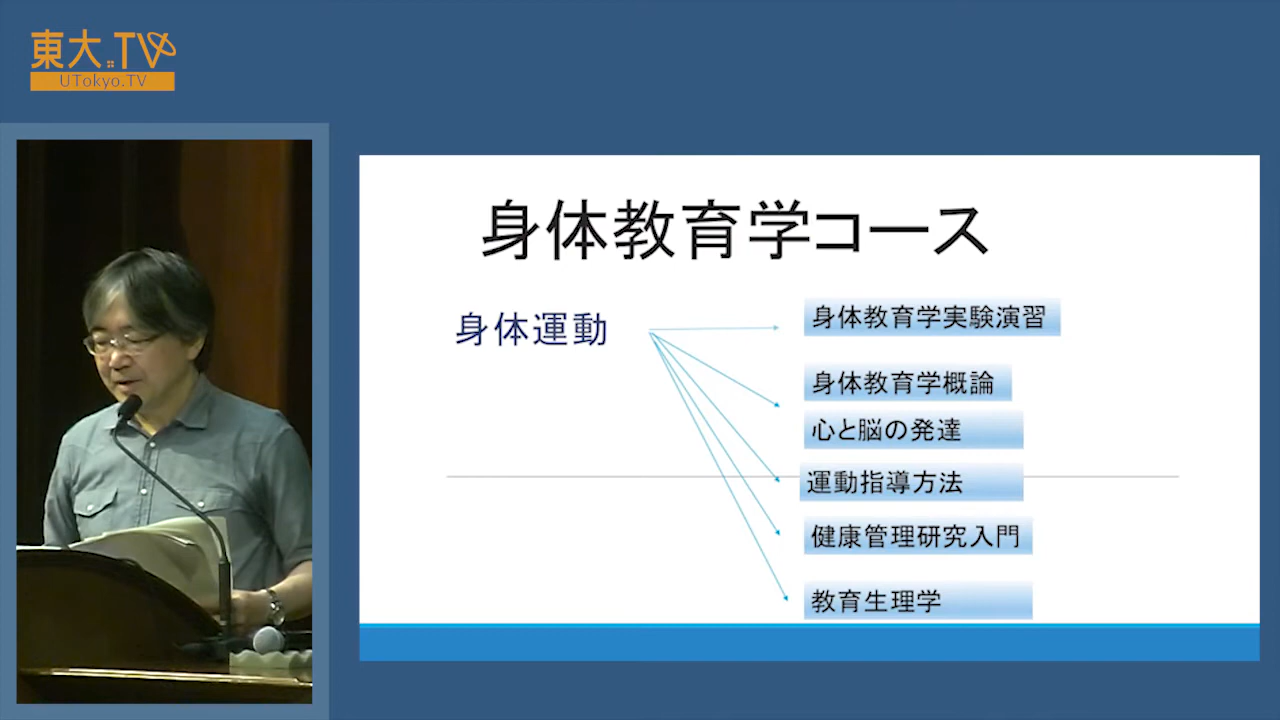 東大.TV
UTokyo.TV
身体教育学コース
身体運動
身体教育学実験演習
身体教育学概論
心と脳の発達
運動指導方法
健康管理研究入門
教育生理学